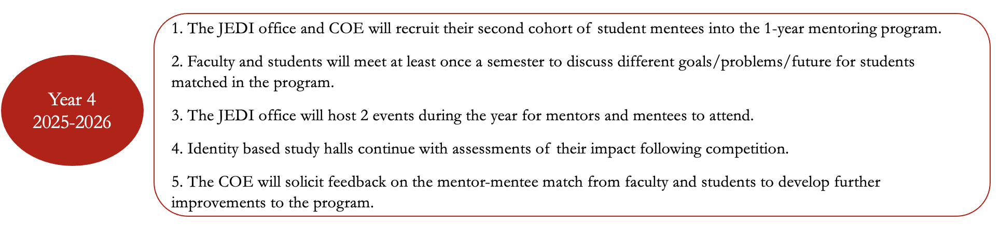 Year 4
2025-2026
1. The JEDI office and COE will recruit their second cohort of student mentees into the 1-year mentoring program.
2. Faculty and students will meet at least once a semester to discuss different goals/problems/future for students
matched in the program.
3. The JEDI office will host 2 events during the year for mentors and mentees to attend.
4. Identity based study halls continue with assessments of their impact following competition.
5. The COE will solicit feedback on the mentor-mentee match from faculty and students to develop further
improvements to the program.